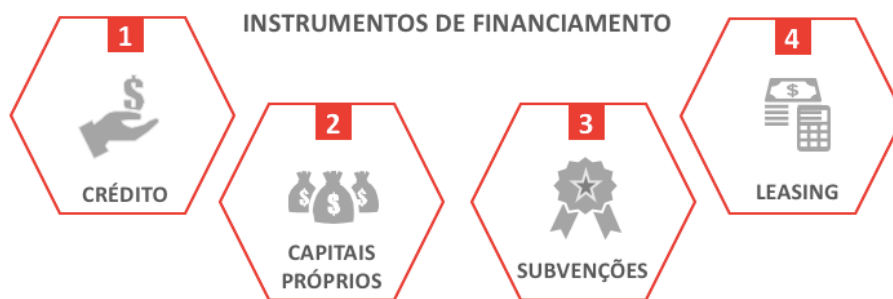 INSTRUMENTOS DE FINANCIAMENTO
1
$
CRÉDITO
2
$ $ $
CAPITAIS
PRÓPRIOS
3
SUBVENÇÕES
4
$
LEASING